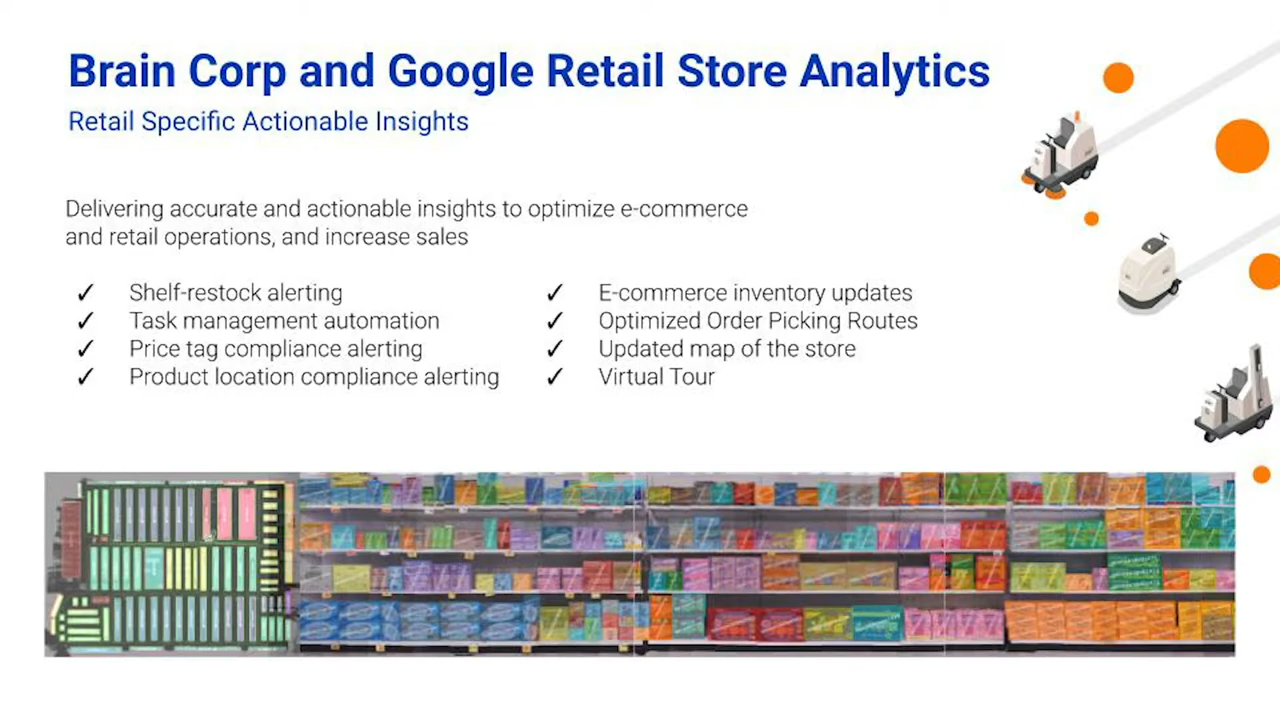 Brain Corp and Google Retail Store Analytics
Retail Specific Actionable Insights
Delivering accurate and actionable insights to optimize e-commerce
and retail operations, and increase sales
✓ Shelf-restock alerting
✓ Task management automation
✓ Price tag compliance alerting
✓ Product location compliance alerting
✓ E-commerce inventory updates
✓ Optimized Order Picking Routes
✓ Updated map of the store
✓ Virtual Tour